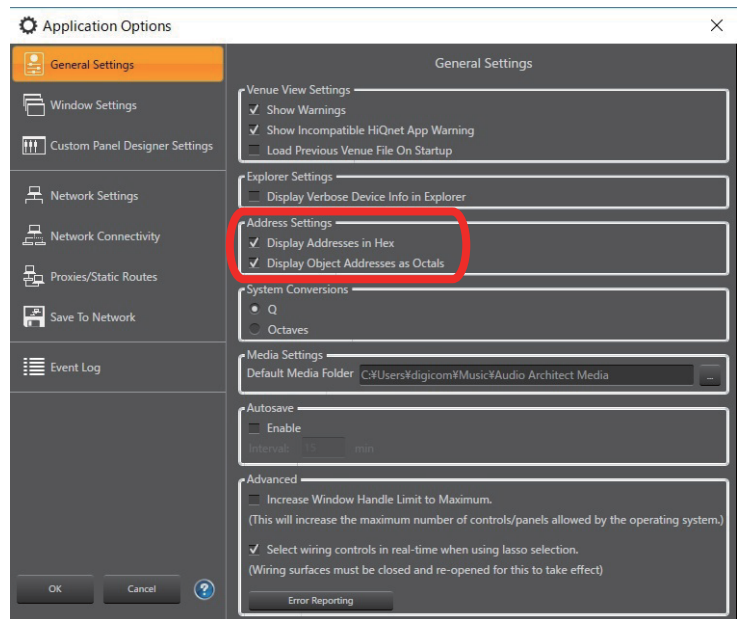 Application Options
General Settings
Window Settings
Custom Panel Designer Settings
Network Settings
Network Connectivity
Proxies/Static Routes
Save To Network
Event Log
OK
Cancel
?
General Settings
Venue View Settings
Show Warnings
Show Incompatible HiQnet App Warning
Load Previous Venue File On Startup
Explorer Settings
Display Verbose Device Info in Explorer
Address Settings
Display Addresses in Hex
Display Object Addresses as Octals
System Conversions
Q
Octaves
Media Settings
Default Media Folder C:¥Users¥digicom¥Music¥Audio Architect Media ...
Autosave
Enable
Interval: 15 min
Advanced
Increase Window Handle Limit to Maximum.
(This will increase the maximum number of controls/panels allowed by the operating system.)
Select wiring controls in real-time when using lasso selection.
(Wiring surfaces must be closed and re-opened for this to take effect)
Error Reporting